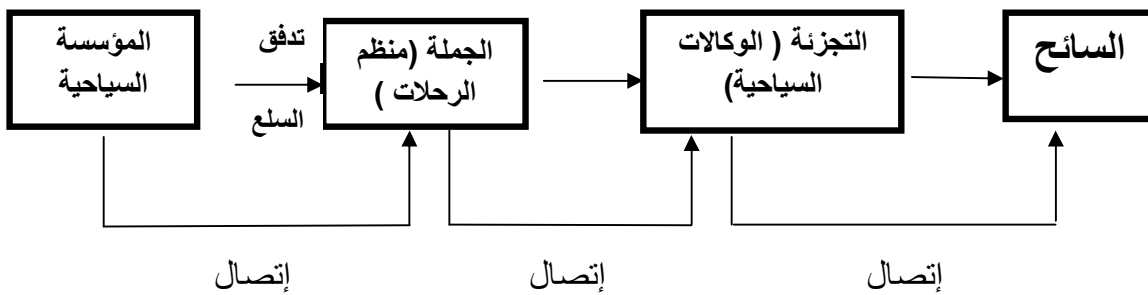 السائح
التجزئة ( الوكالات
السياحية)
الجملة (منظم
الرحلات )
تدفق
السلع
المؤسسة
السياحية
إتصال
إتصال
إتصال